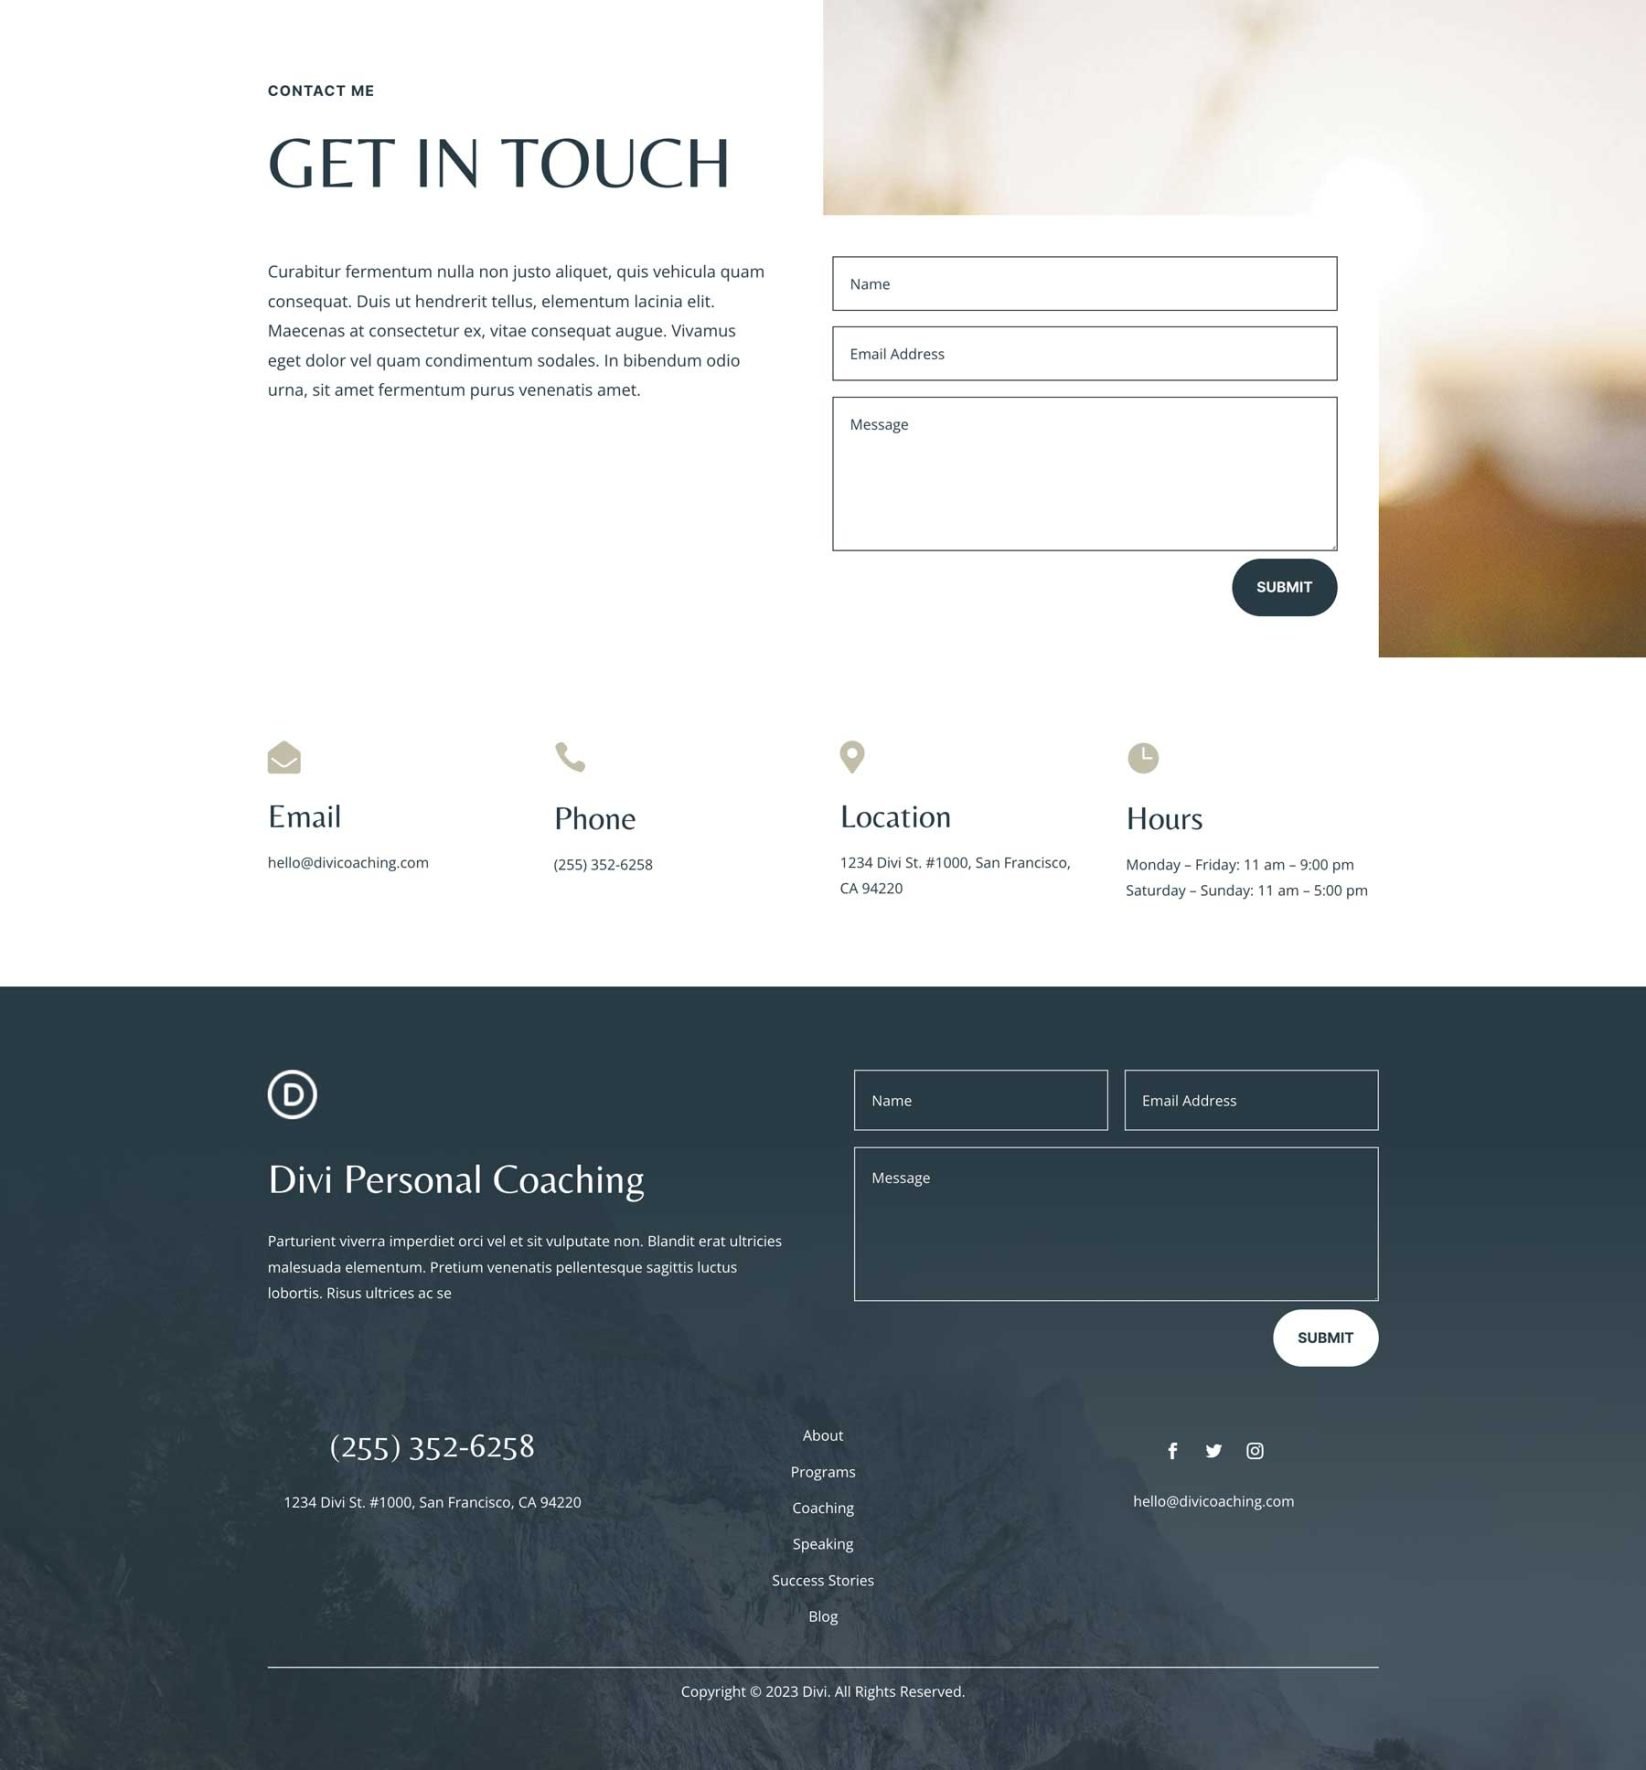 CONTACT ME
GET IN TOUCH
Curabitur fermentum nulla non justo aliquet, quis vehicula quam
consequat. Duis ut hendrerit tellus, elementum lacinia elit.
Maecenas at consectetur ex, vitae consequat augue. Vivamus
eget dolor vel quam condimentum sodales. In bibendum odio
urna, sit amet fermentum purus venenatis amet.
Name
Email Address
Message
SUBMIT
Email
hello@divicoaching.com
Phone
(255) 352-6258
Location
1234 Divi St. #1000, San Francisco,
CA 94220
Hours
Monday – Friday: 11 am – 9:00 pm
Saturday – Sunday: 11 am – 5:00 pm
D
Divi Personal Coaching
Parturient viverra imperdiet orci vel et sit vulputate non. Blandit erat ultricies
malesuada elementum. Pretium venenatis pellentesque sagittis luctus
lobortis. Risus ultrices ac se
Name
Email Address
Message
SUBMIT
(255) 352-6258
1234 Divi St. #1000, San Francisco, CA 94220
About
Programs
Coaching
Speaking
Success Stories
Blog
hello@divicoaching.com
Copyright © 2023 Divi. All Rights Reserved.